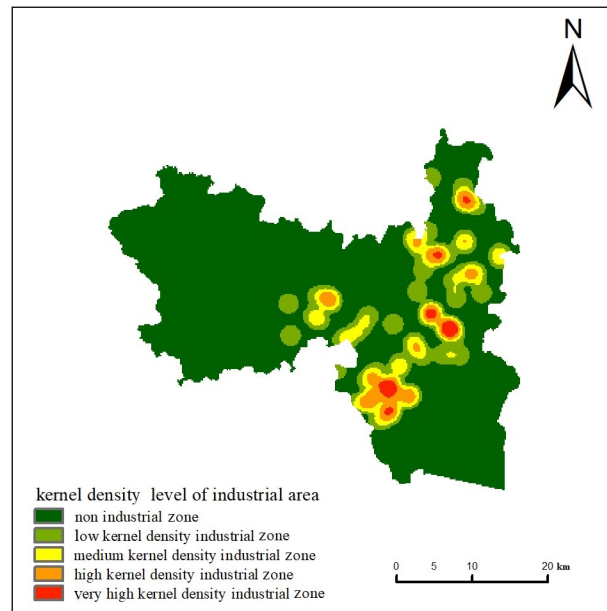 N
kernel density level of industrial area
non industrial zone
low kernel density industrial zone
medium kernel density industrial zone
high kernel density industrial zone
very high kernel density industrial zone
0 10 20 km